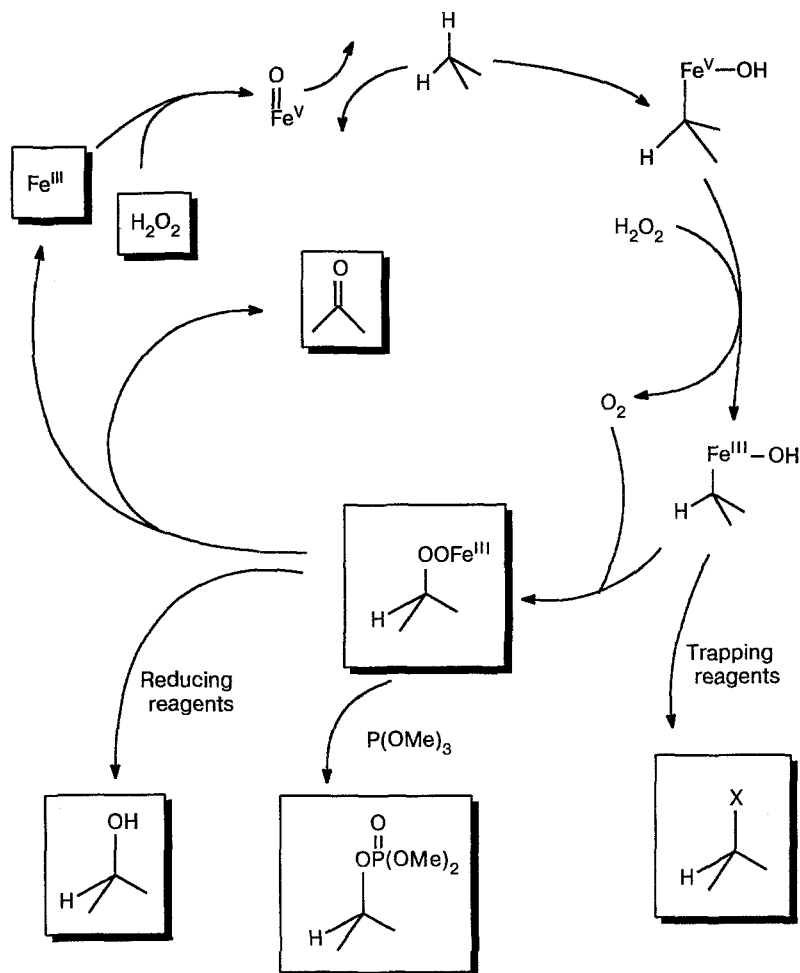 H
O
H
Fe^V
Fe^V—OH
H
Fe^III
H₂O₂
H₂O₂
O
O₂
Fe^III—OH
H
OOFe^III
H
Trapping
reagents
Reducing
reagents
P(OMe)₃
X
H
OH
H
O
OP(OMe)₂
H